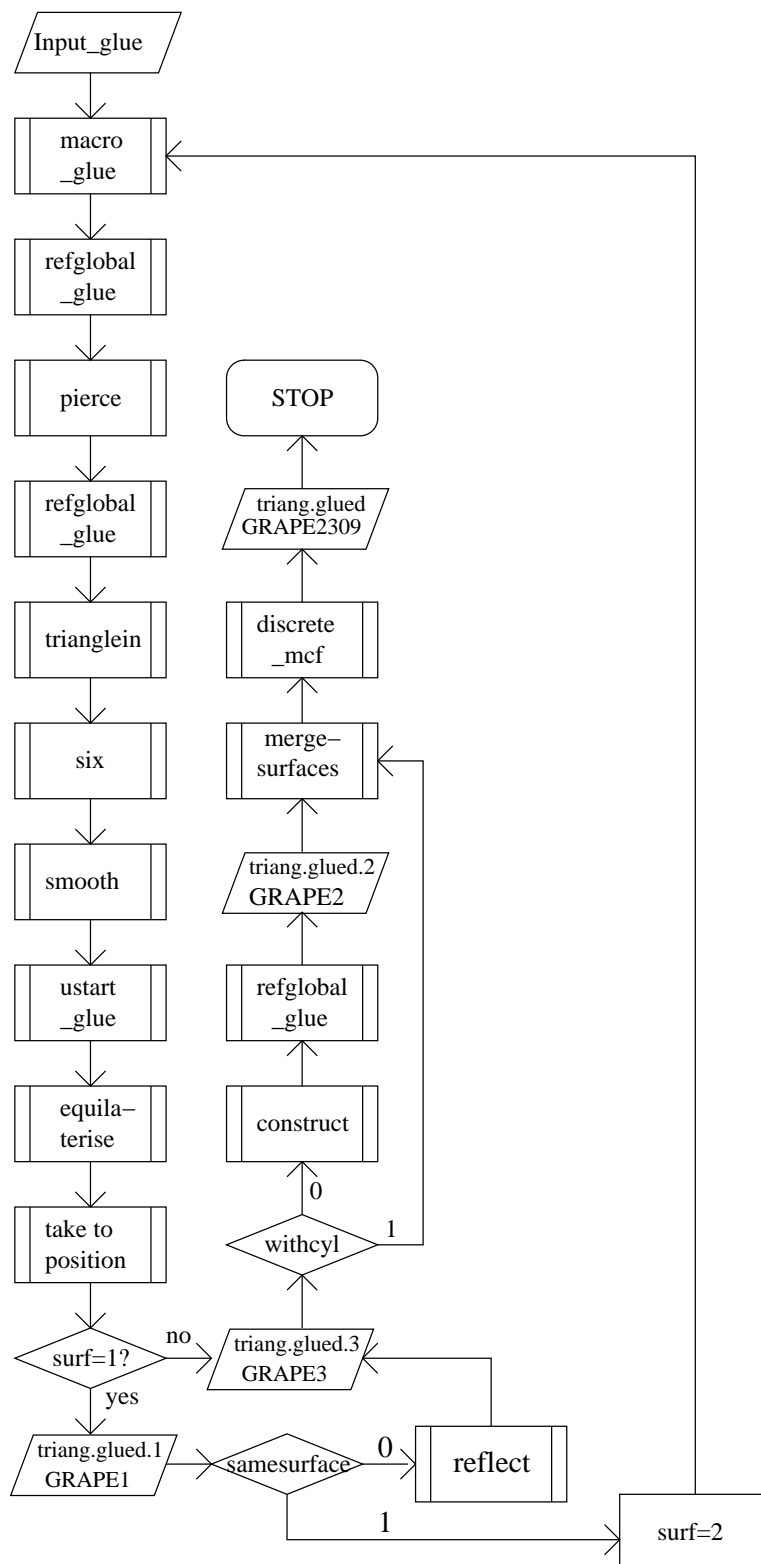 Input_glue
macro
_glue
refglobal
_glue
pierce
refglobal
_glue
trianglein
six
smooth
ustart
_glue
equila–
terise
take to
position
surf=1?
no
yes
triang.glued.1
GRAPE1
samesurface
0
1
reflect
surf=2
triang.glued.3
GRAPE3
withcyl
0
1
construct
refglobal
_glue
triang.glued.2
GRAPE2
merge–
surfaces
discrete
_mcf
triang.glued
GRAPE2309
STOP